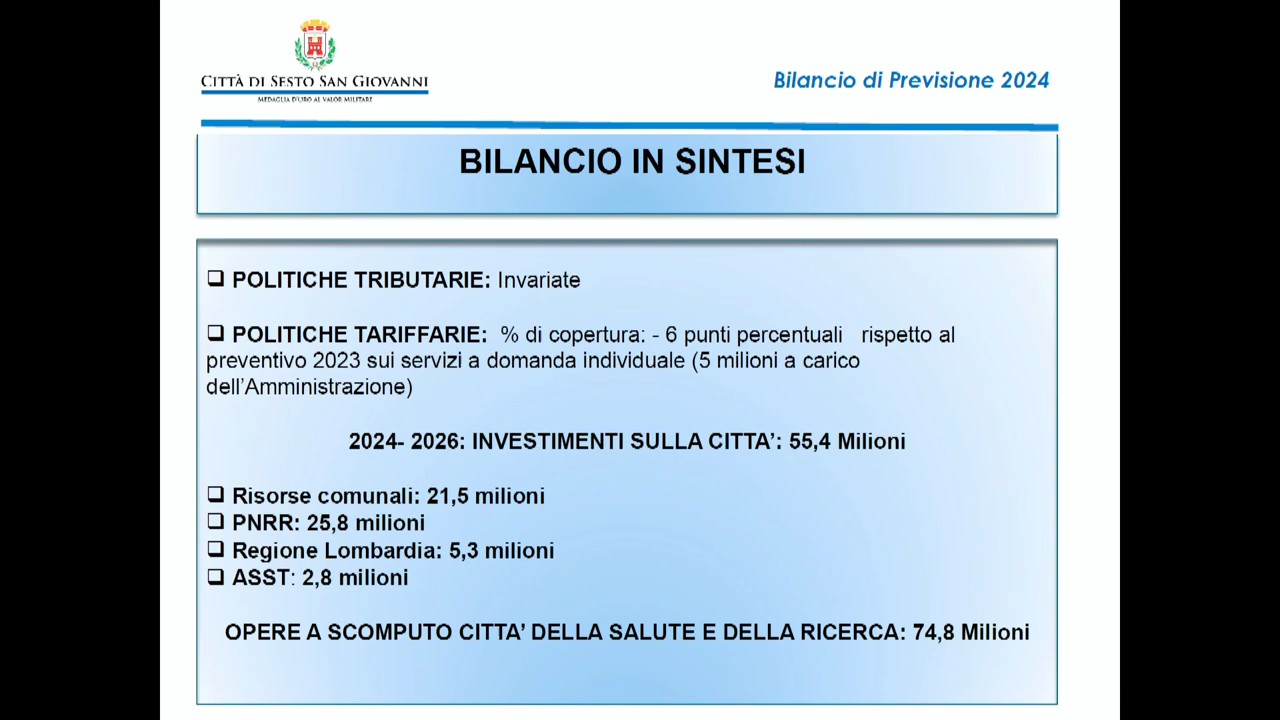 CITTÀ DI SESTO SAN GIOVANNI
MEDAGLIA D'ORO AL VALOR MILITARE
Bilancio di Previsione 2024
BILANCIO IN SINTESI
❑ POLITICHE TRIBUTARIE: Invariate
❑ POLITICHE TARIFFARIE: % di copertura: - 6 punti percentuali rispetto al
preventivo 2023 sui servizi a domanda individuale (5 milioni a carico
dell'Amministrazione)
2024- 2026: INVESTIMENTI SULLA CITTA': 55,4 Milioni
❑ Risorse comunali: 21,5 milioni
❑ PNRR: 25,8 milioni
❑ Regione Lombardia: 5,3 milioni
❑ ASST: 2,8 milioni
OPERE A SCOMPUTO CITTA' DELLA SALUTE E DELLA RICERCA: 74,8 Milioni